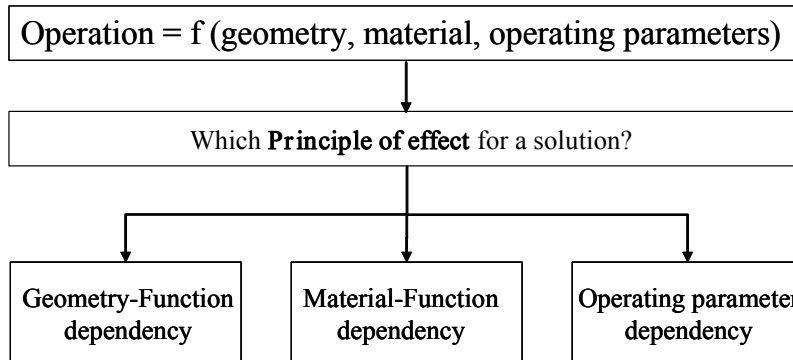 Operation = f (geometry, material, operating parameters)
Which Principle of effect for a solution?
Geometry-Function
dependency
Material-Function
dependency
Operating parameter
dependency